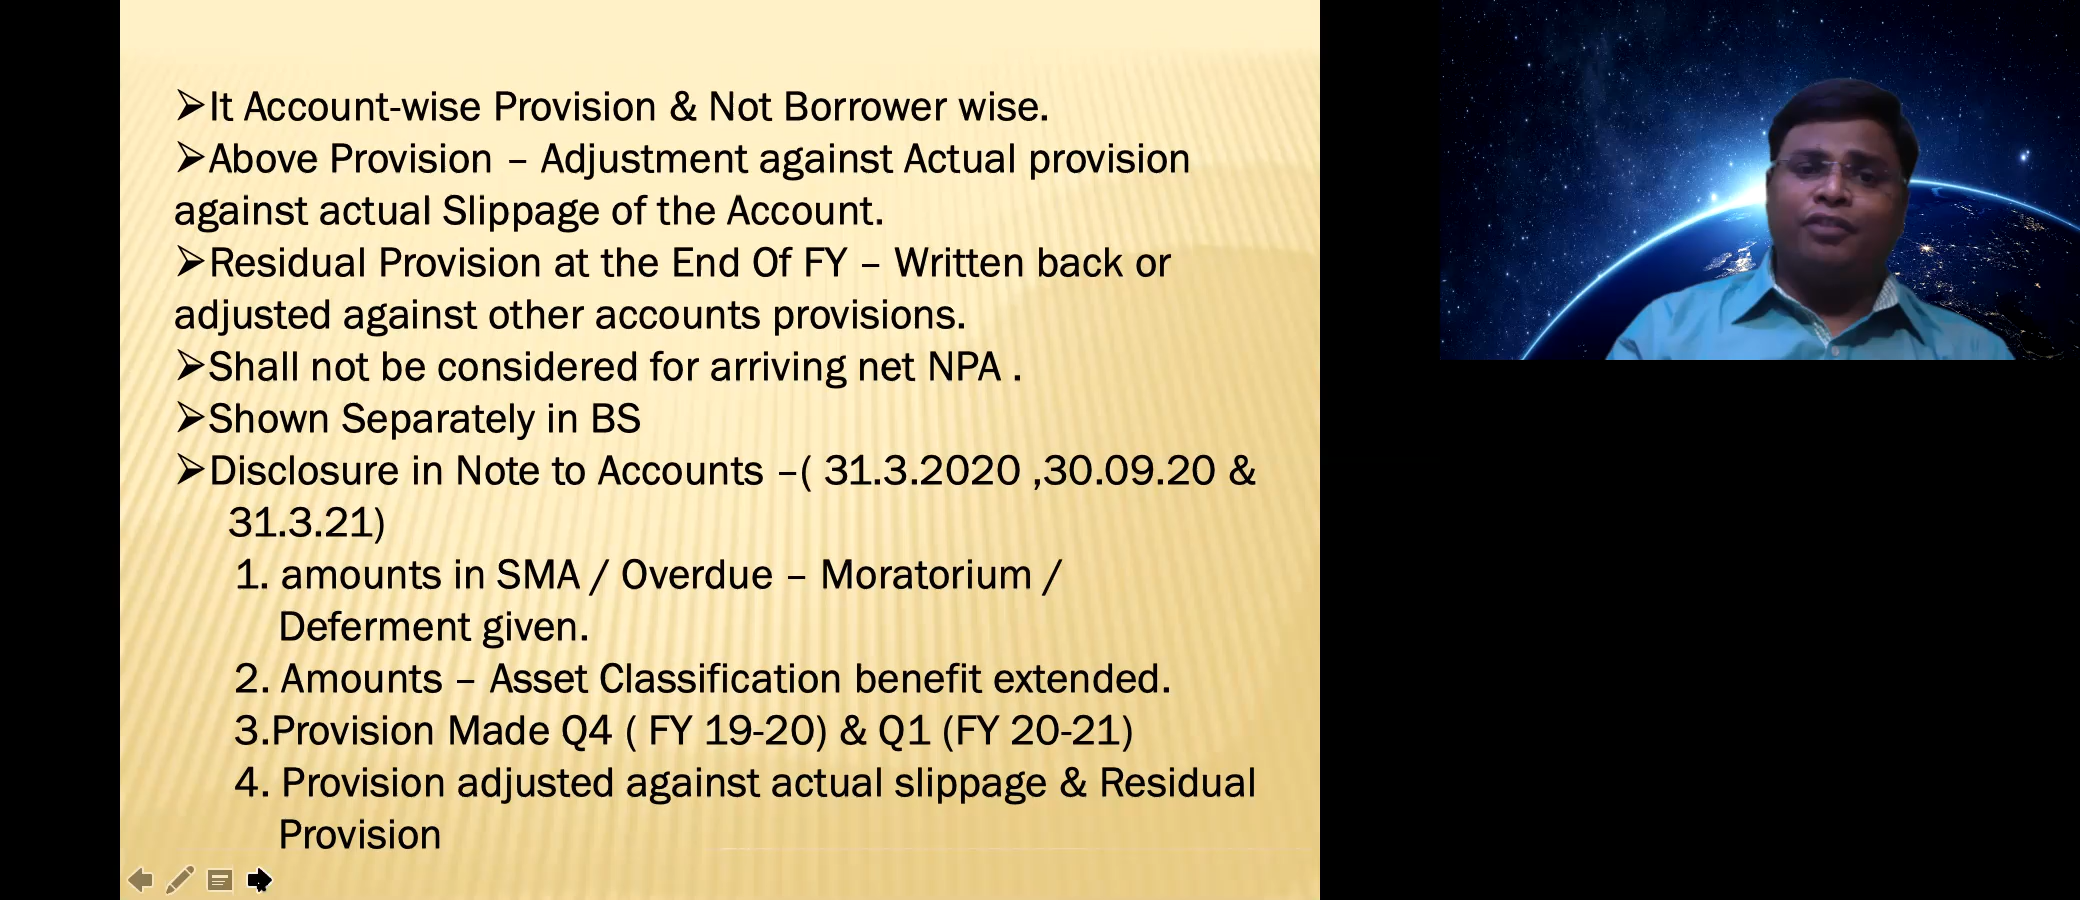 ➢It Account-wise Provision & Not Borrower wise.
➢Above Provision – Adjustment against Actual provision
against actual Slippage of the Account.
➢Residual Provision at the End Of FY – Written back or
adjusted against other accounts provisions.
➢Shall not be considered for arriving net NPA .
➢Shown Separately in BS
➢Disclosure in Note to Accounts –( 31.3.2020 ,30.09.20 &
31.3.21)
1. amounts in SMA / Overdue – Moratorium /
Deferment given.
2. Amounts – Asset Classification benefit extended.
3.Provision Made Q4 ( FY 19-20) & Q1 (FY 20-21)
4. Provision adjusted against actual slippage & Residual
Provision